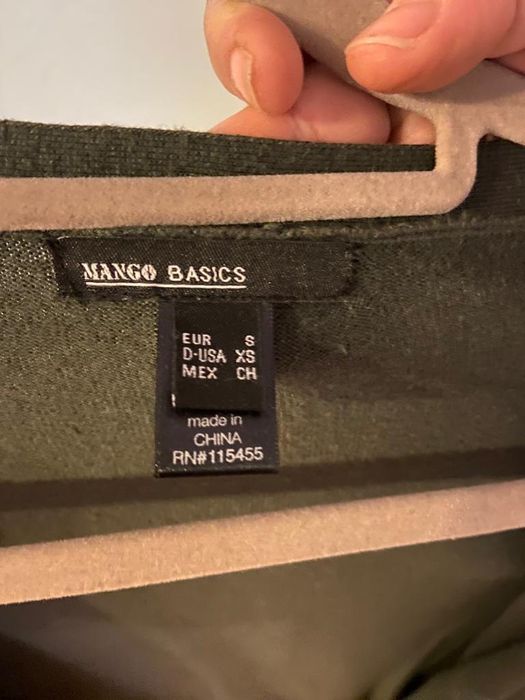 MANGO BASICS
EUR S
D-USA XS
MEX CH
made in
CHINA
RN#115455